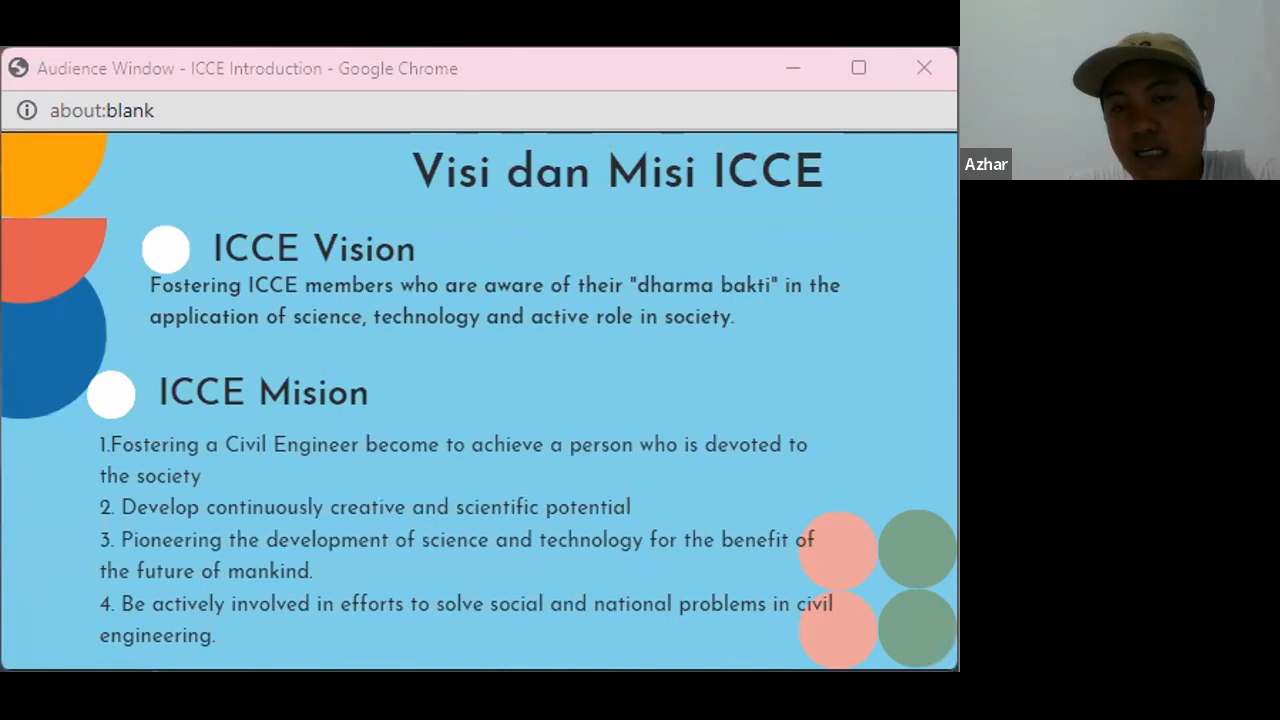 Audience Window - ICCE Introduction - Google Chrome
about:blank
Visi dan Misi ICCE
ICCE Vision
Fostering ICCE members who are aware of their "dharma bakti" in the
application of science, technology and active role in society.
ICCE Mision
1.Fostering a Civil Engineer become to achieve a person who is devoted to
the society
2. Develop continuously creative and scientific potential
3. Pioneering the development of science and technology for the benefit of
the future of mankind.
4. Be actively involved in efforts to solve social and national problems in civil
engineering.
Azhar